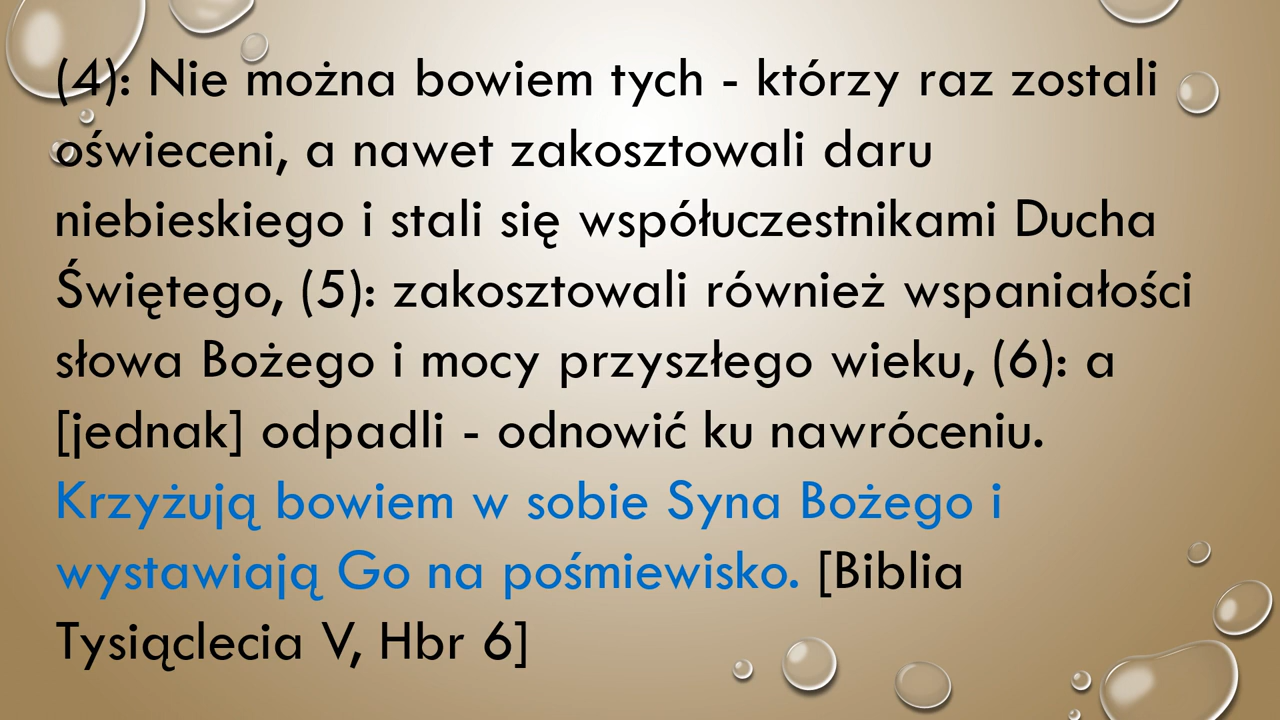 (4): Nie można bowiem tych - którzy raz zostali
oświeceni, a nawet zakosztowali daru
niebieskiego i stali się współuczestnikami Ducha
Świętego, (5): zakosztowali również wspaniałości
słowa Bożego i mocy przyszłego wieku, (6): a
[jednak] odpadli - odnowić ku nawróceniu.
Krzyżują bowiem w sobie Syna Bożego i
wystawiają Go na pośmiewisko. [Biblia
Tysiąclecia V, Hbr 6]